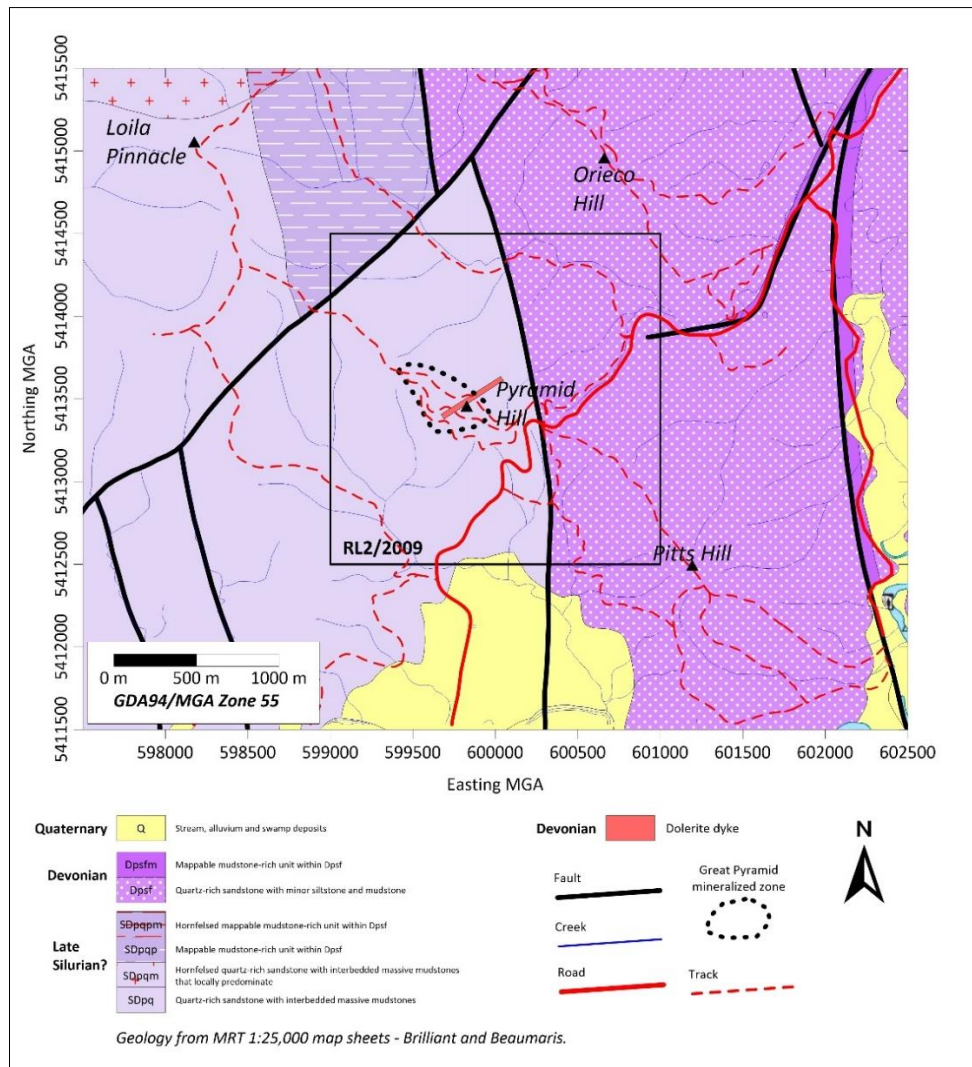 5415500
5415000
5414500
5414000
5413500
5413000
5412500
5412000
5411500
Northing MGA
Loila
Pinnacle
Orieco
Hill
Pyramid
Hill
RL2/2009
Pitts Hill
0 m 500 m 1000 m
GDA94/MGA Zone 55
598000 598500 599000 599500 600000 600500 601000 601500 602000 602500
Easting MGA
Quaternary Q Stream, alluvium and swamp deposits
Devonian Dpsfm Mappable mudstone-rich unit within Dpsf
Dpsf Quartz-rich sandstone with minor siltstone and mudstone
Late
Silurian?
SDpqpm Hornfelsed mappable mudstone-rich unit within Dpsf
SDpqp Mappable mudstone-rich unit within Dpsf
SDpqm Hornfelsed quartz-rich sandstone with interbedded massive mudstones
that locally predominate
SDpq Quartz-rich sandstone with interbedded massive mudstones
Devonian Dolerite dyke
N
Fault
Great Pyramid
mineralized zone
Creek
Road Track
Geology from MRT 1:25,000 map sheets - Brilliant and Beaumaris.